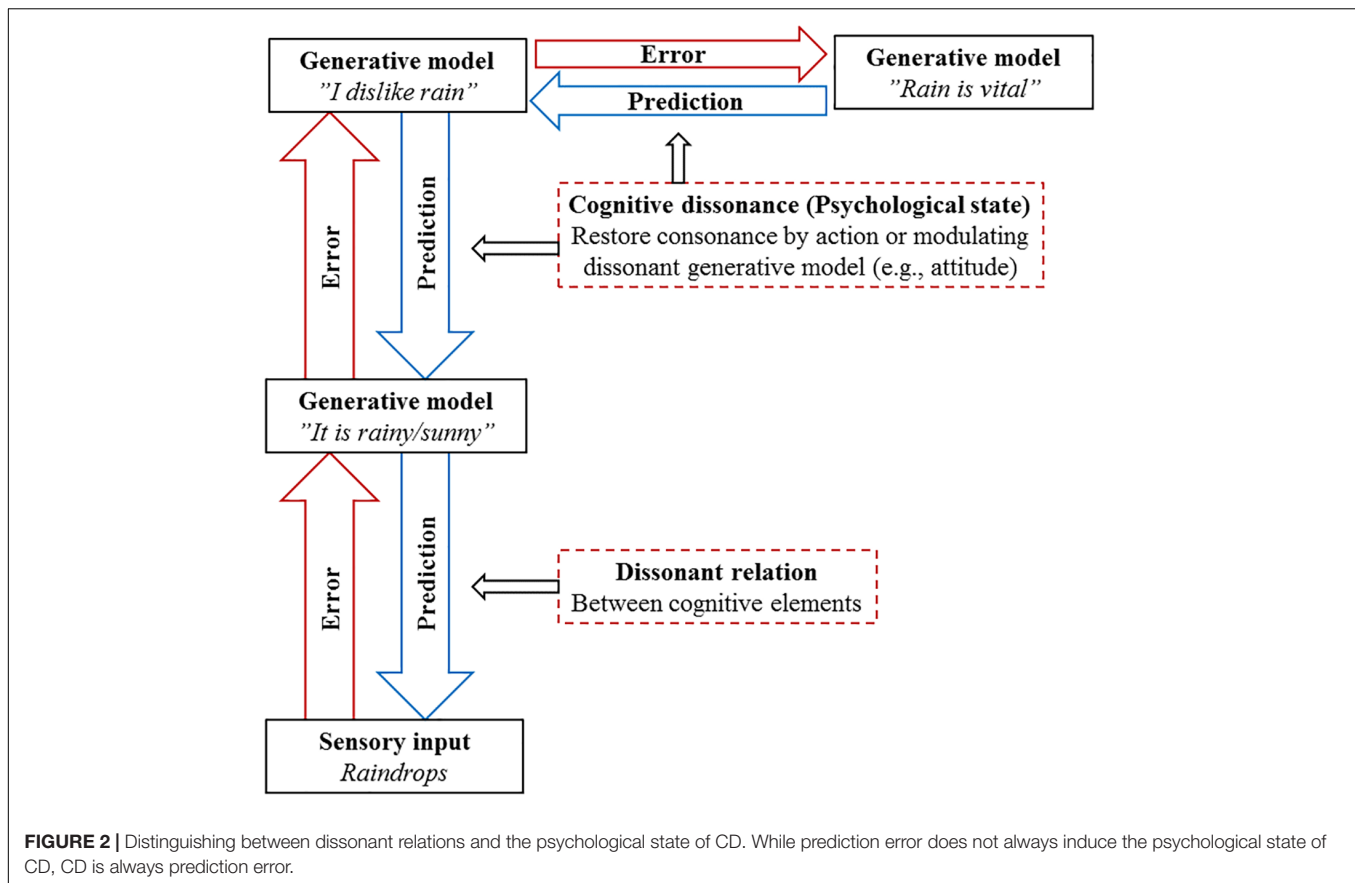 Generative model
"I dislike rain"
Error
Prediction
Generative model
"Rain is vital"
Cognitive dissonance (Psychological state)
Restore consonance by action or modulating
dissonant generative model (e.g., attitude)
Error
Prediction
Generative model
"It is rainy/sunny"
Error
Prediction
Dissonant relation
Between cognitive elements
Sensory input
Raindrops
FIGURE 2 | Distinguishing between dissonant relations and the psychological state of CD. While prediction error does not always induce the psychological state of
CD, CD is always prediction error.